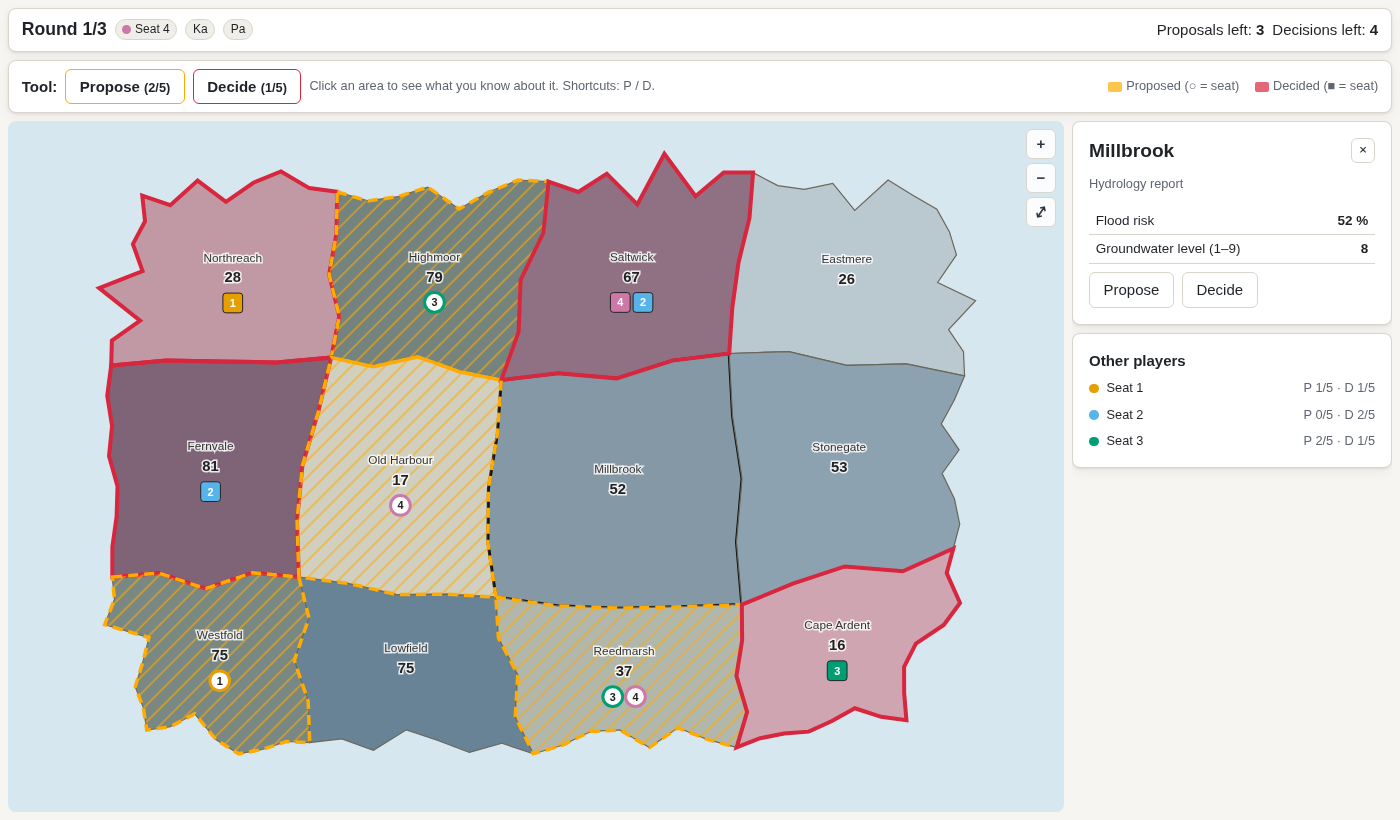 Round 1/3 Seat 4 Ka Pa Proposals left: 3 Decisions left: 4
Tool: Propose (2/5) Decide (1/5) Click an area to see what you know about it. Shortcuts: P / D. Proposed (○ = seat) Decided (■ = seat)
+
−
⤢
Northreach
28
1
Highmoor
79
3
Saltwick
67
4 2
Eastmere
26
Fernvale
81
2
Old Harbour
17
4
Millbrook
52
Stonegate
53
Westfold
75
1
Lowfield
75
Reedmarsh
37
3 4
Cape Ardent
16
3
Millbrook ×
Hydrology report
Flood risk 52 %
Groundwater level (1–9) 8
Propose Decide
Other players
Seat 1 P 1/5 · D 1/5
Seat 2 P 0/5 · D 2/5
Seat 3 P 2/5 · D 1/5